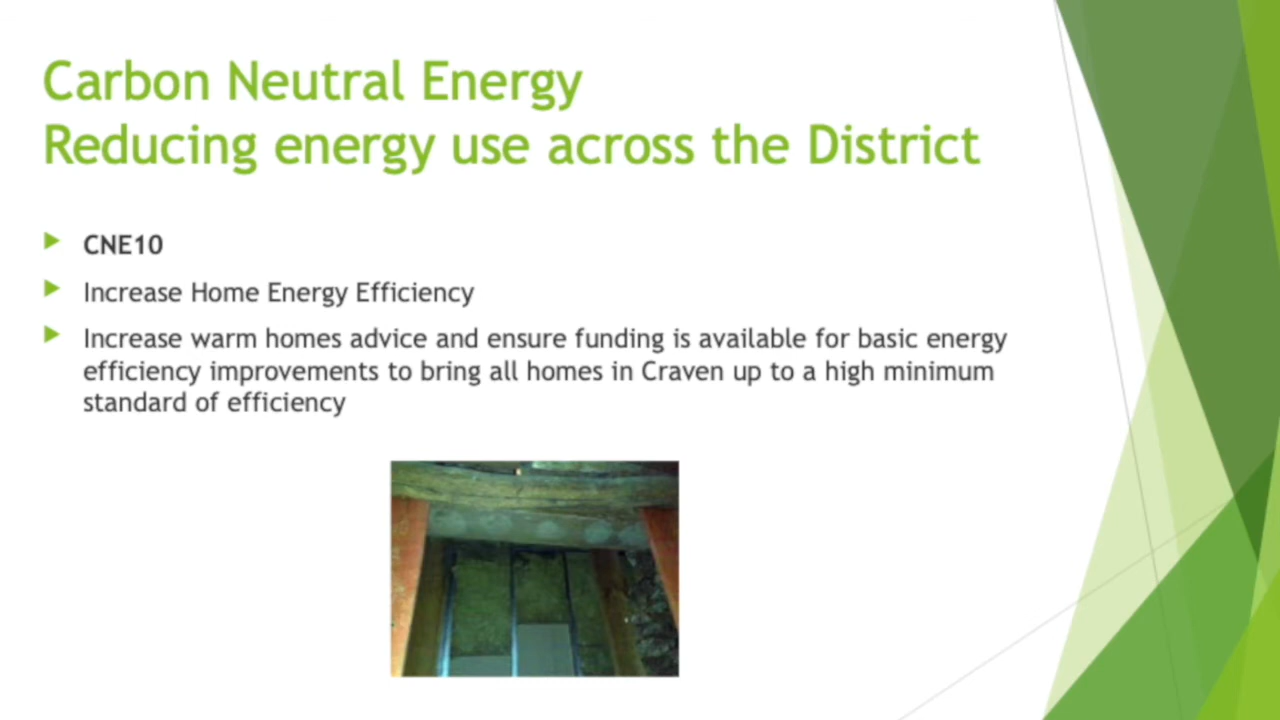 Carbon Neutral Energy
Reducing energy use across the District
CNE10
Increase Home Energy Efficiency
Increase warm homes advice and ensure funding is available for basic energy
efficiency improvements to bring all homes in Craven up to a high minimum
standard of efficiency